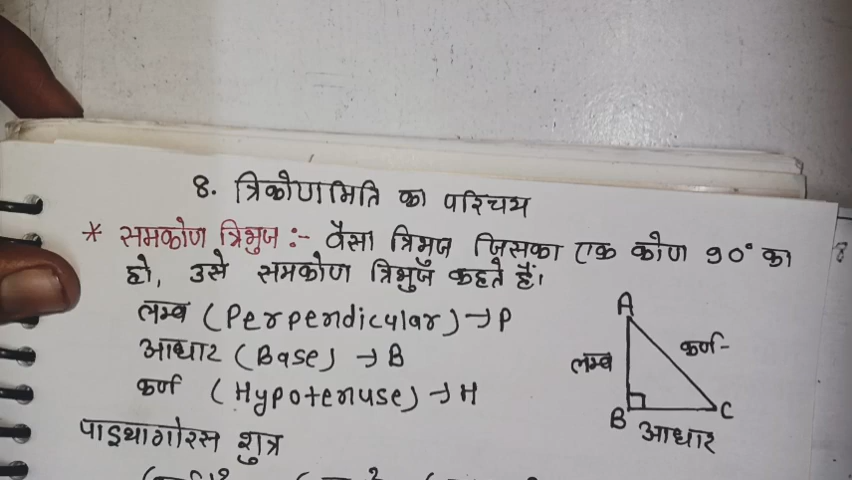 8. त्रिकोणमिति का परिचय
* समकोण त्रिभुज :- वैसा त्रिभुज जिसका एक कोण 90° का
हो, उसे समकोण त्रिभुज कहते हैं।
लम्ब (Perpendicular) → P
आधार (Base) → B
कर्ण (Hypotenuse) → H
A
लम्ब कर्ण
B C
आधार
पाइथागोरस शुत्र